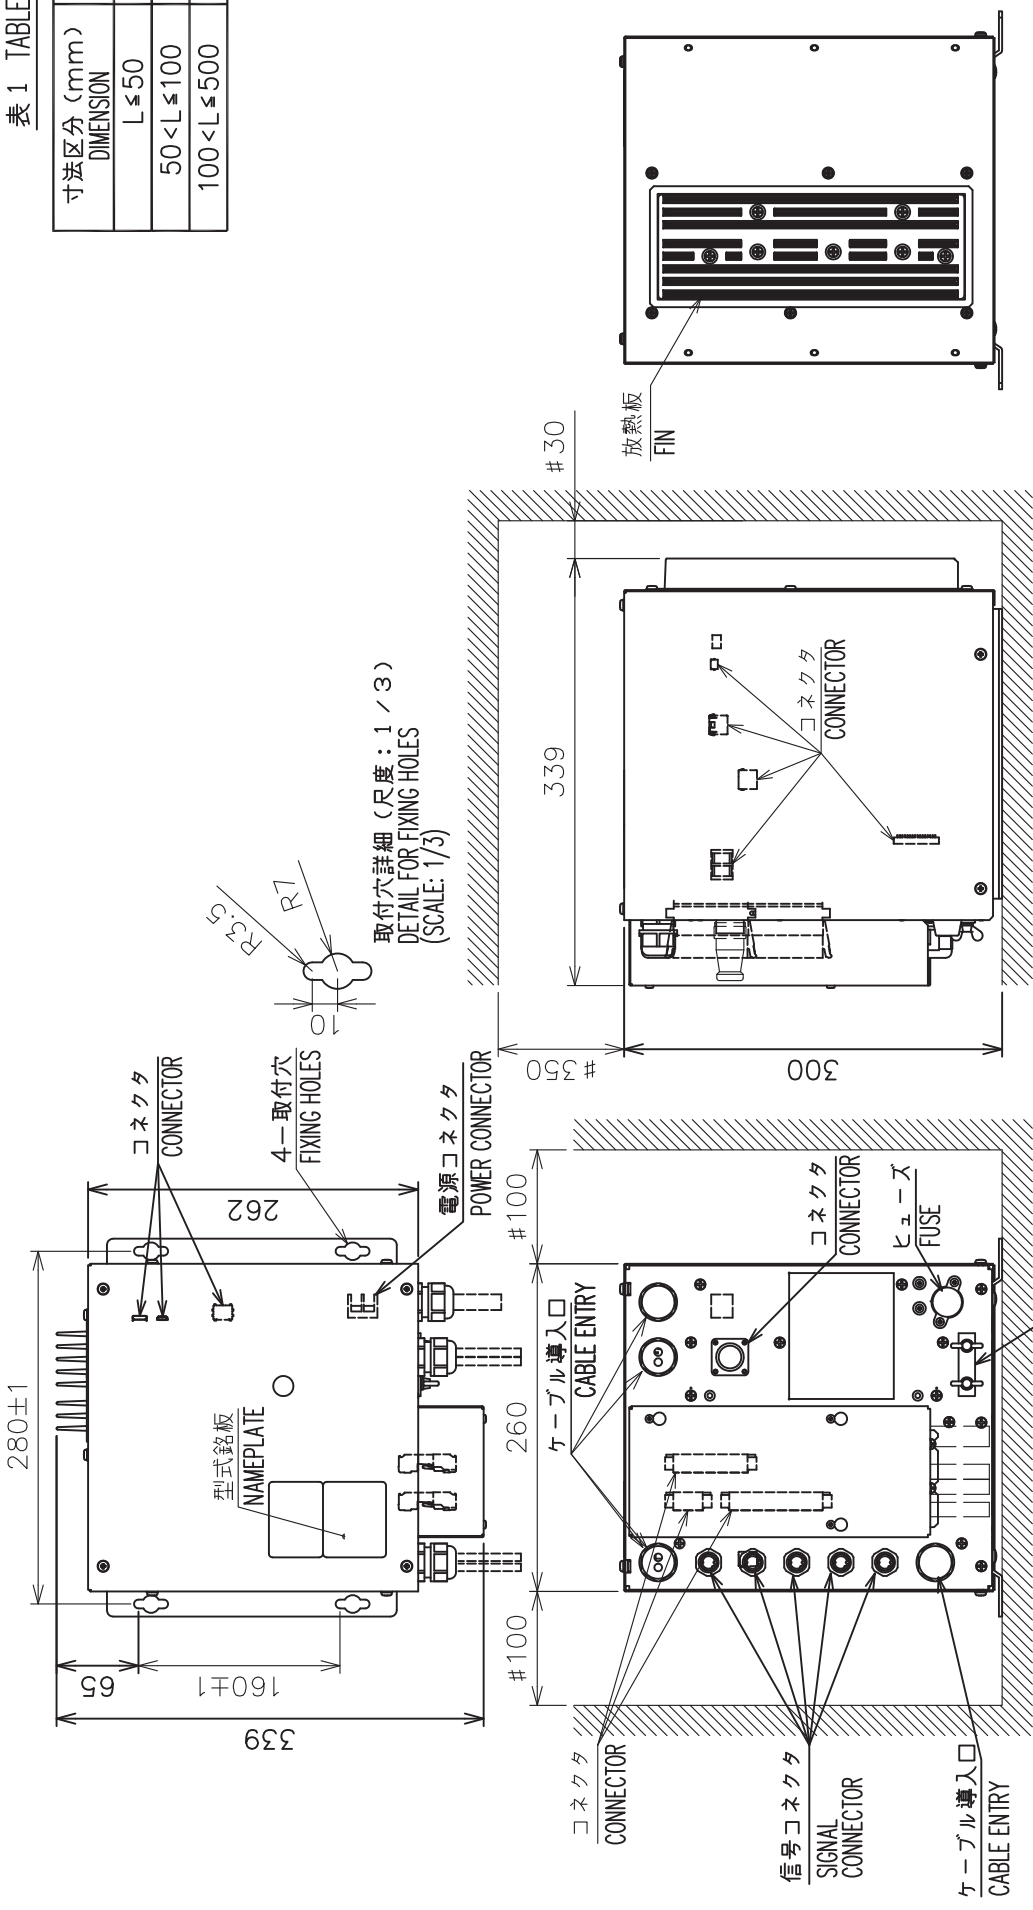 表1 TABLE
寸法区分 (mm)
DIMENSION
L≦50
50<L≦100
100<L≦500
280±1
262
65
160±1
339
コネクタ
CONNECTOR
4ー取付穴
FIXING HOLES
電源コネクタ
POWER CONNECTOR
型式銘板
NAMEPLATE
R3.5
R7
10
取付穴詳細 (尺度:1/3)
DETAIL FOR FIXING HOLES
(SCALE: 1/3)
#100
260
#100
ケーブル導入口
CABLE ENTRY
コネクタ
CONNECTOR
ヒューズ
FUSE
コネクタ
CONNECTOR
信号コネクタ
SIGNAL
CONNECTOR
ケーブル導入口
CABLE ENTRY
#350
300
339
#30
コネクタ
CONNECTOR
放熱板
FIN